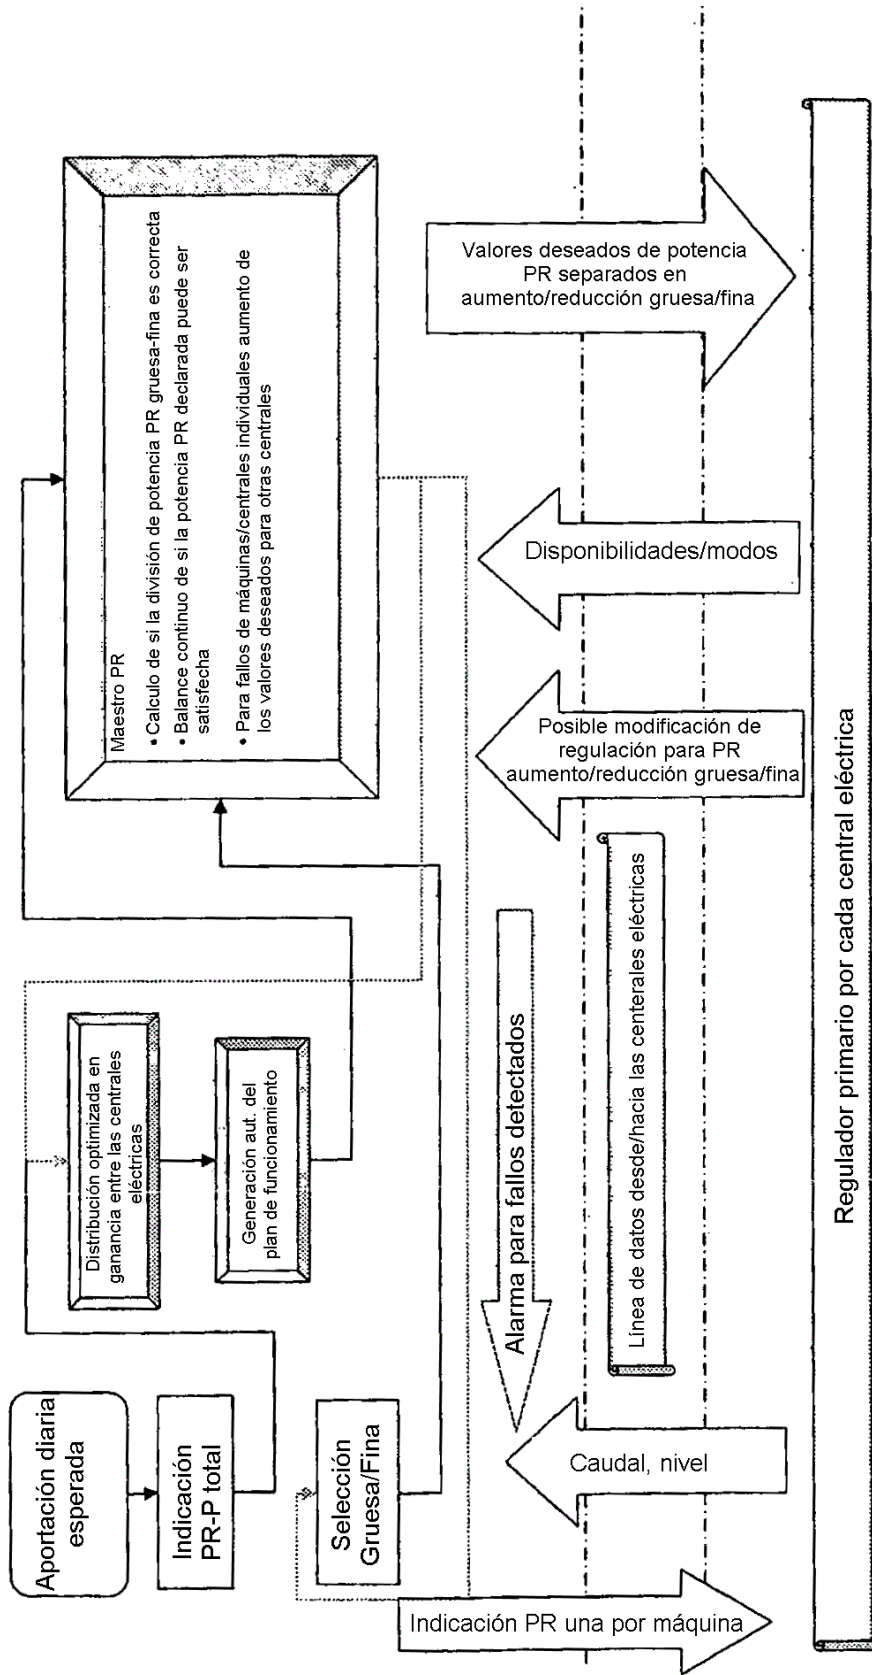 Aportación diaria
esperada
Indicación
PR-P total
Distribución optimizada en
ganancia entre las centrales
eléctricas
Generación aut. del
plan de funcionamiento
Selección
Gruesa/Fina
Maestro PR
• Calculo de si la división de potencia PR gruesa-fina es correcta
• Balance continuo de si la potencia PR declarada puede ser
satisfecha
• Para fallos de máquinas/centrales individuales aumento de
los valores deseados para otras centrales
Indicación PR una por máquina
Caudal, nivel
Alarma para fallos detectados
Línea de datos desde/hacia las centerales eléctricas
Posible modificación de
regulación para PR
aumento/reducción gruesa/fina
Disponibilidades/modos
Valores deseados de potencia
PR separados en
aumento/reducción gruesa/fina
Regulador primario por cada central eléctrica